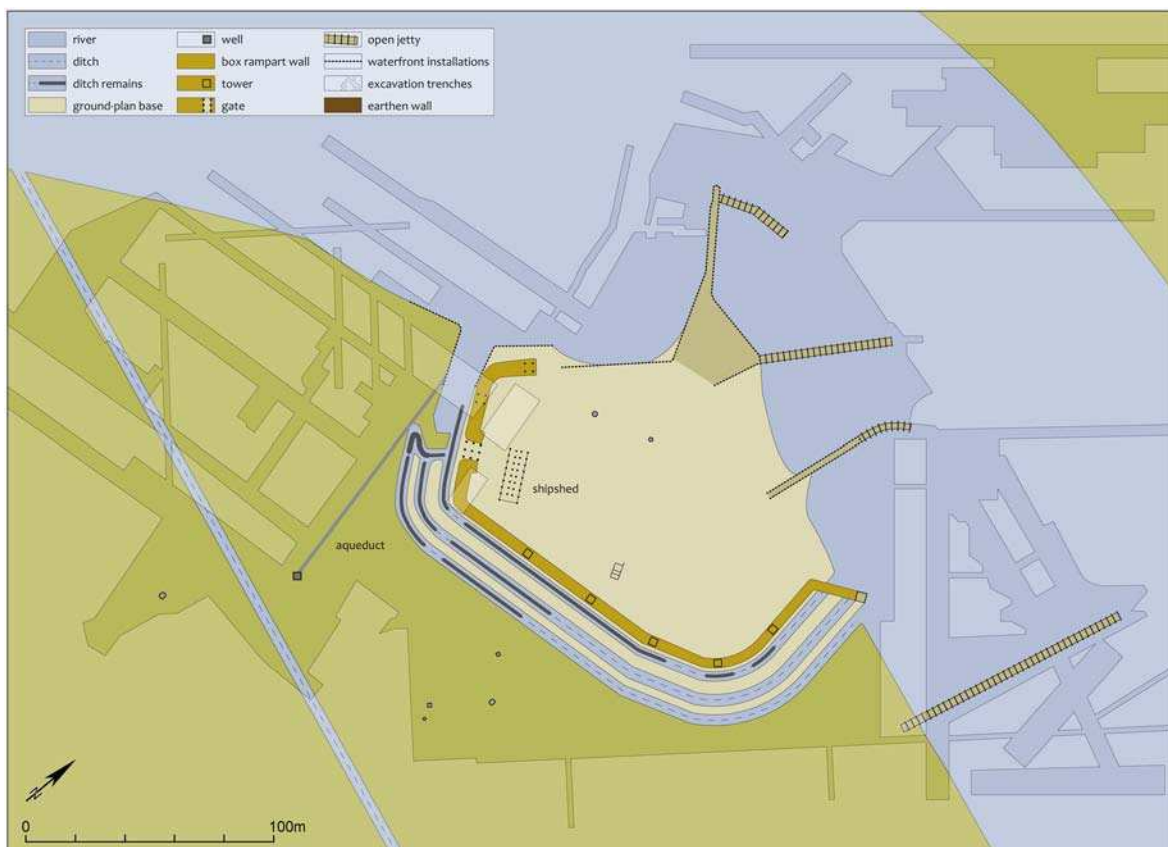 river
well
open jetty
ditch
box rampart wall
waterfront installations
ditch remains
tower
excavation trenches
ground-plan base
gate
earthen wall
shipshed
aqueduct
N
0
100m